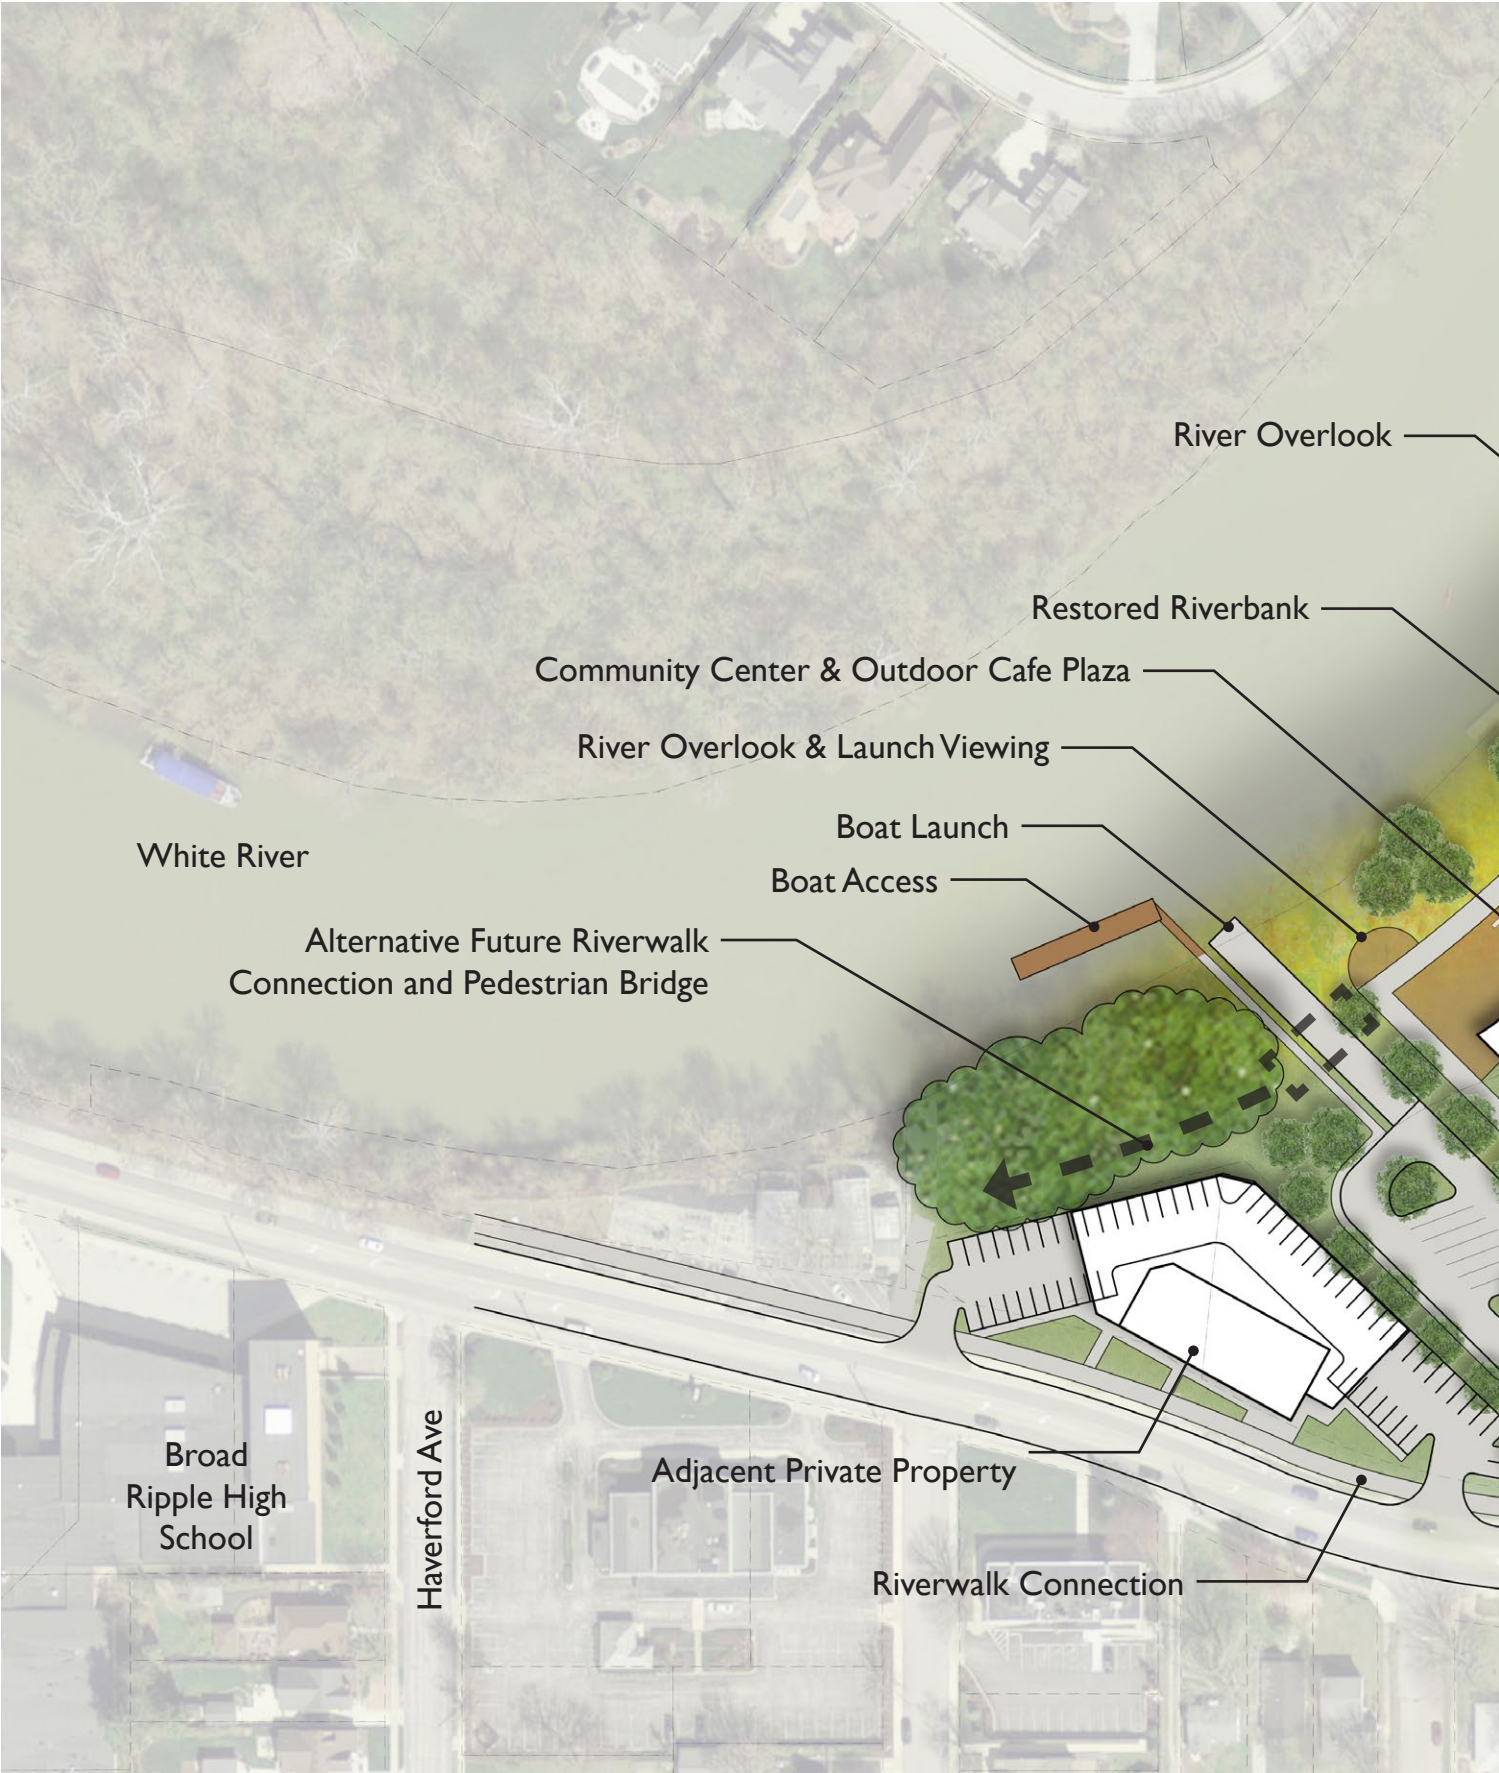 River Overlook
Restored Riverbank
Community Center & Outdoor Cafe Plaza
River Overlook & Launch Viewing
Boat Launch
White River
Boat Access
Alternative Future Riverwalk
Connection and Pedestrian Bridge
Haverford Ave
Broad
Ripple High
School
Adjacent Private Property
Riverwalk Connection